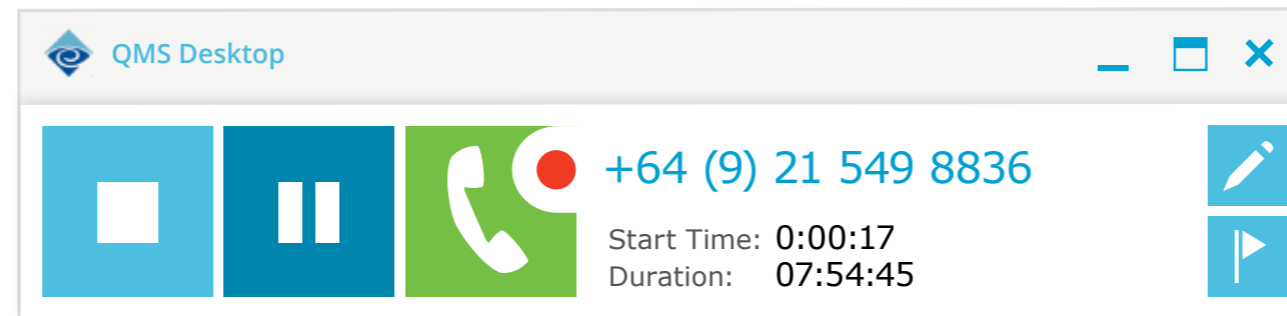 QMS Desktop
+64 (9) 21 549 8836
Start Time: 0:00:17
Duration: 07:54:45